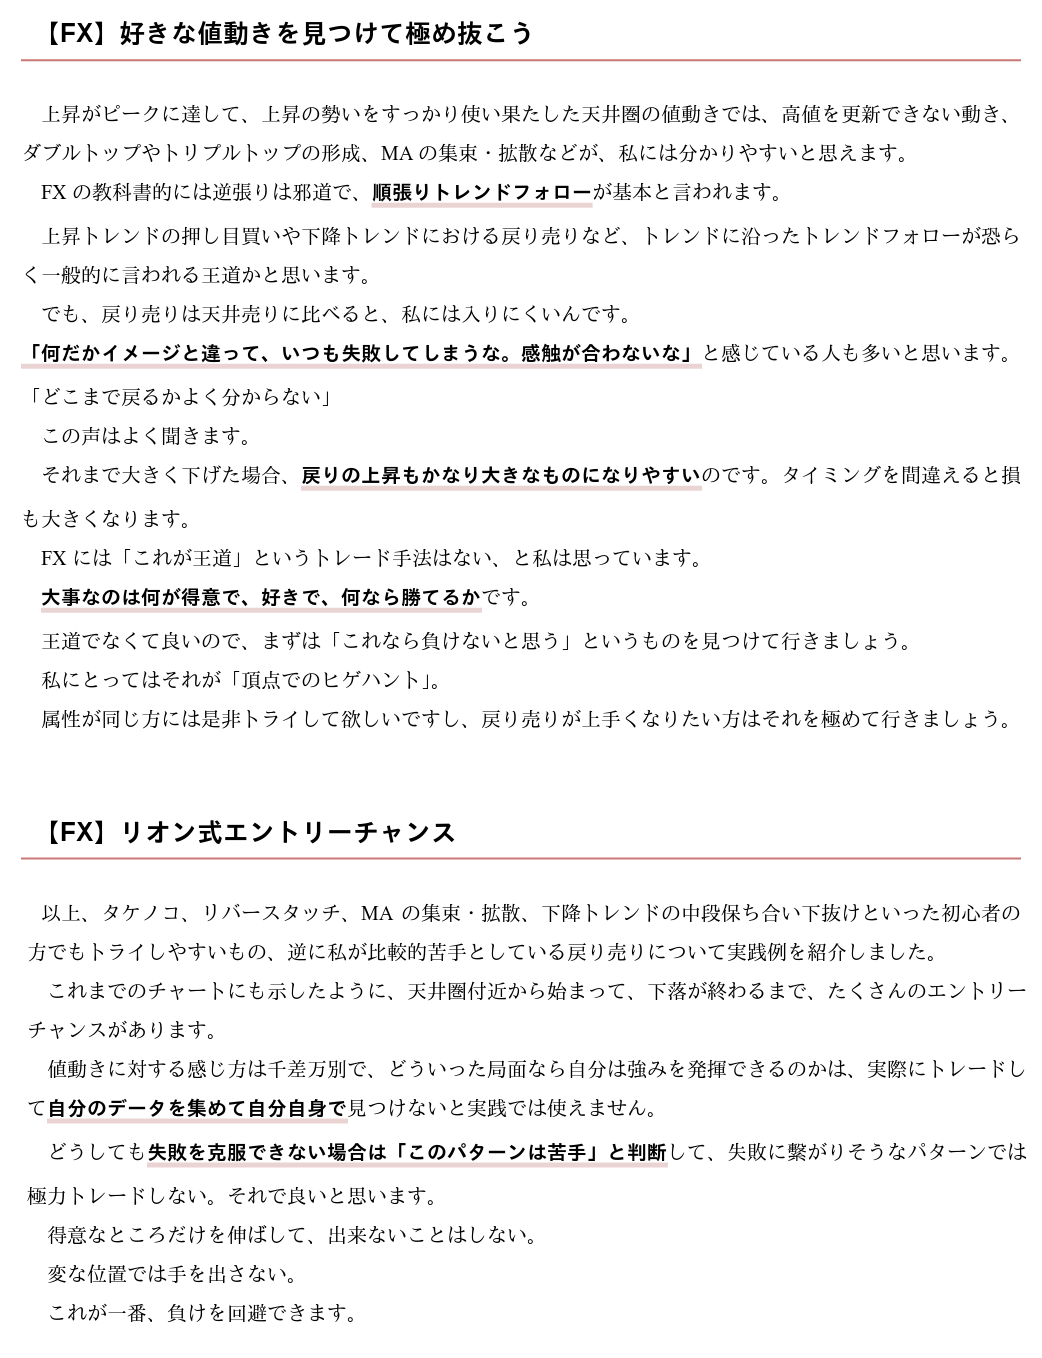 【FX】好きな値動きを見つけて極め抜こう
上昇がピークに達して、上昇の勢いをすっかり使い果たした天井圏の値動きでは、高値を更新できない動き、
ダブルトップやトリプルトップの形成、MA の集束・拡散などが、私には分かりやすいと思えます。
FX の教科書的には逆張りは邪道で、順張りトレンドフォローが基本と言われます。
上昇トレンドの押し目買いや下降トレンドにおける戻り売りなど、トレンドに沿ったトレンドフォローが恐ら
く一般的に言われる王道かと思います。
でも、戻り売りは天井売りに比べると、私には入りにくいんです。
「何だかイメージと違って、いつも失敗してしまうな。感触が合わないな」と感じている人も多いと思います。
「どこまで戻るかよく分からない」
この声はよく聞きます。
それまで大きく下げた場合、戻りの上昇もかなり大きなものになりやすいのです。タイミングを間違えると損
も大きくなります。
FX には「これが王道」というトレード手法はない、と私は思っています。
大事なのは何が得意で、好きで、何なら勝てるかです。
王道でなくて良いので、まずは「これなら負けないと思う」というものを見つけて行きましょう。
私にとってはそれが「頂点でのヒゲハント」。
属性が同じ方には是非トライして欲しいですし、戻り売りが上手くなりたい方はそれを極めて行きましょう。
【FX】リオン式エントリーチャンス
以上、タケノコ、リバースタッチ、MA の集束・拡散、下降トレンドの中段保ち合い下抜けといった初心者の
方でもトライしやすいもの、逆に私が比較的苦手としている戻り売りについて実践例を紹介しました。
これまでのチャートにも示したように、天井圏付近から始まって、下落が終わるまで、たくさんのエントリー
チャンスがあります。
値動きに対する感じ方は千差万別で、どういった局面なら自分は強みを発揮できるのかは、実際にトレードし
て自分のデータを集めて自分自身で見つけないと実践では使えません。
どうしても失敗を克服できない場合は「このパターンは苦手」と判断して、失敗に繋がりそうなパターンでは
極力トレードしない。それで良いと思います。
得意なところだけを伸ばして、出来ないことはしない。
変な位置では手を出さない。
これが一番、負けを回避できます。